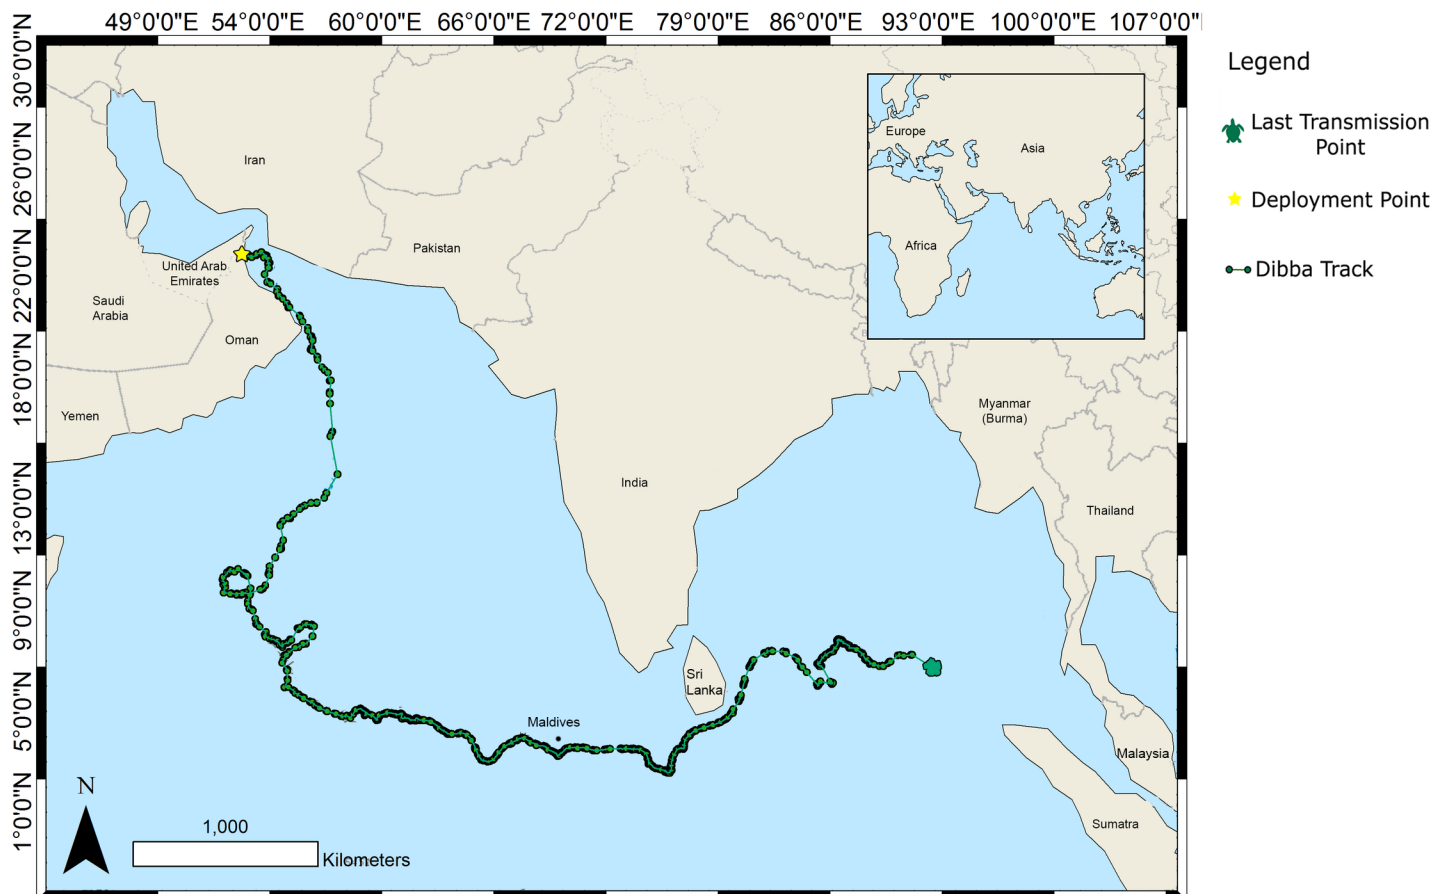 49°0'0"E 54°0'0"E 60°0'0"E 66°0'0"E 72°0'0"E 79°0'0"E 86°0'0"E 93°0'0"E 100°0'0"E 107°0'0"
30°0'0"N
26°0'0"N
22°0'0"N
18°0'0"N
13°0'0"N
9°0'0"N
5°0'0"N
1°0'0"N
Iran
Pakistan
United Arab
Emirates
Saudi
Arabia
Oman
Yemen
India
Myanmar
(Burma)
Thailand
Sri
Lanka
Maldives
Malaysia
Sumatra
Europe
Asia
Africa
N
1,000
Kilometers
Legend
Last Transmission
Point
Deployment Point
Dibba Track